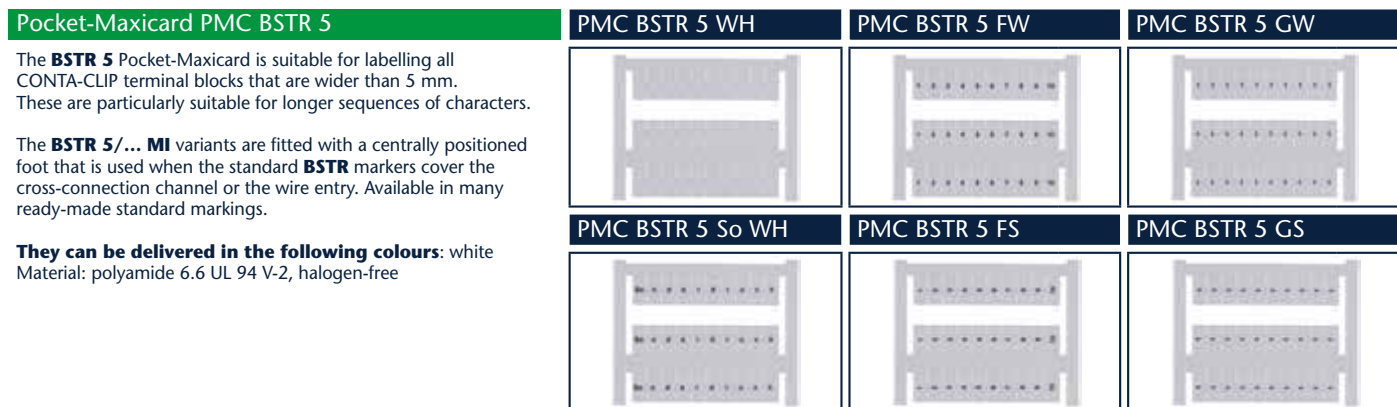 Pocket-Maxicard PMC BSTR 5
The BSTR 5 Pocket-Maxicard is suitable for labelling all
CONTA-CLIP terminal blocks that are wider than 5 mm.
These are particularly suitable for longer sequences of characters.
The BSTR 5/... MI variants are fitted with a centrally positioned
foot that is used when the standard BSTR markers cover the
cross-connection channel or the wire entry. Available in many
ready-made standard markings.
They can be delivered in the following colours: white
Material: polyamide 6.6 UL 94 V-2, halogen-free
PMC BSTR 5 WH
PMC BSTR 5 FW
PMC BSTR 5 GW
PMC BSTR 5 So WH
PMC BSTR 5 FS
PMC BSTR 5 GS